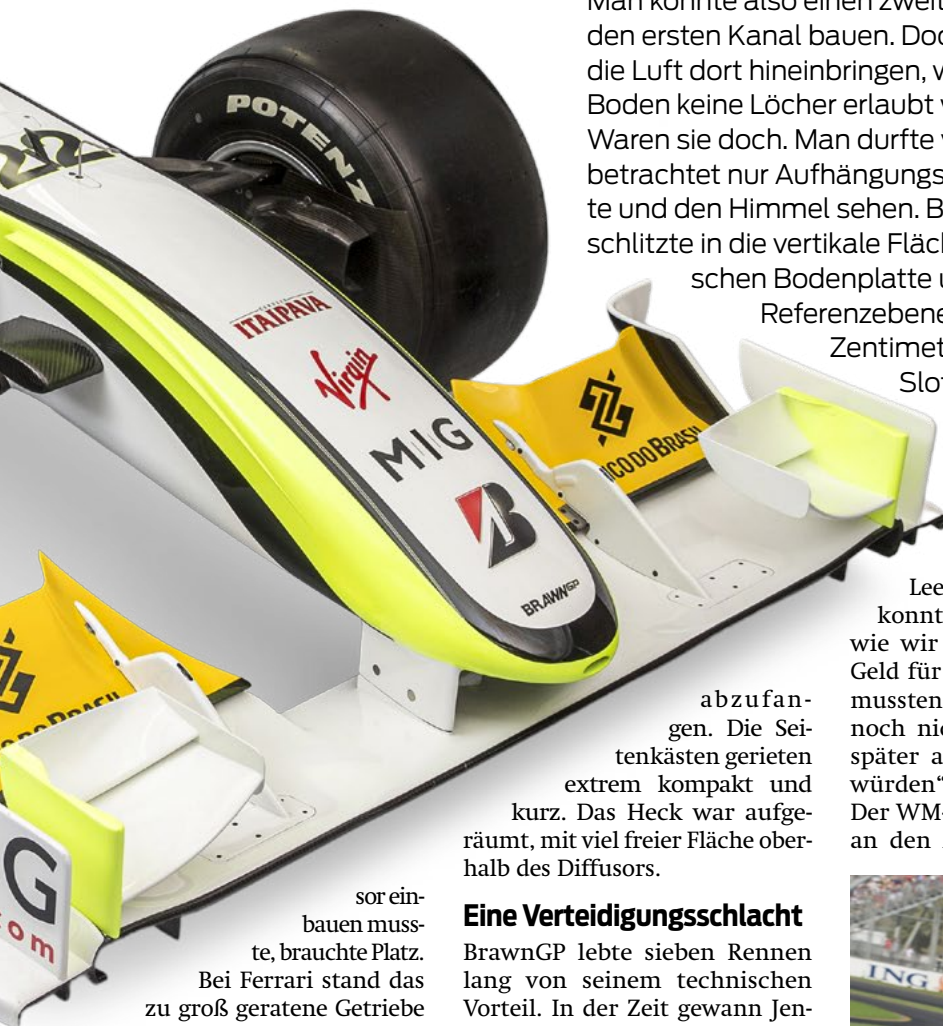 Man konnte also einen zweit
den ersten Kanal bauen. Doc
die Luft dort hineinbringen, w
Boden keine Löcher erlaubt
Waren sie doch. Man durfte v
betrachtet nur Aufhängungs
te und den Himmel sehen. B
schlitzte in die vertikale Fläch
schen Bodenplatte u
Referenzebene
Zentimet
Slot
22
POTENZ
ITAIPAVA
Virgin
MIG
B
BRAWNGP
NCO DO BRASIL
O DO BRASIL
G
om
sor ein-
bauen muss-
te, brauchte Platz.
Bei Ferrari stand das
zu groß geratene Getriebe
abzufan-
gen. Die Sei-
tenkästen gerieten
extrem kompakt und
kurz. Das Heck war aufge-
räumt, mit viel freier Fläche ober-
halb des Diffusors.
Eine Verteidigungsschlacht
BrawnGP lebte sieben Rennen
lang von seinem technischen
Vorteil. In der Zeit gewann Jen-
Lee
konnt
wie wir
Geld für
mussten
noch nie
später a
würden“
Der WM-
an den
ING